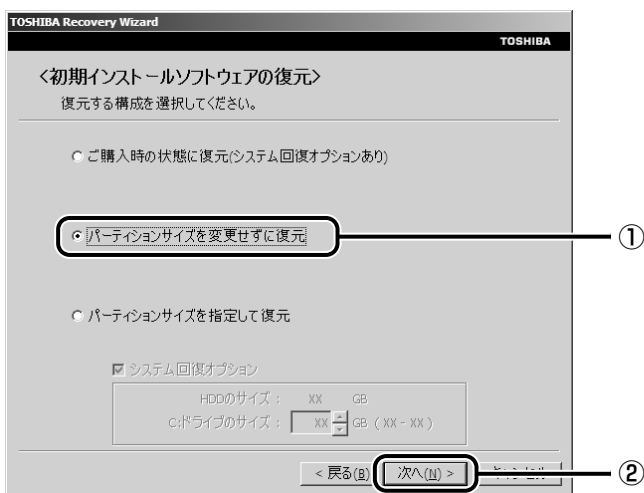 TOSHIBA Recovery Wizard
TOSHIBA
<初期インストールソフトウェアの復元>
復元する構成を選択してください。
ご購入時の状態に復元(システム回復オプションあり)
パーティションサイズを変更せずに復元
①
パーティションサイズを指定して復元
システム回復オプション
HDDのサイズ： XX GB
C:ドライブのサイズ： XX GB ( XX - XX )
< 戻る(B) 次へ(N) >
②